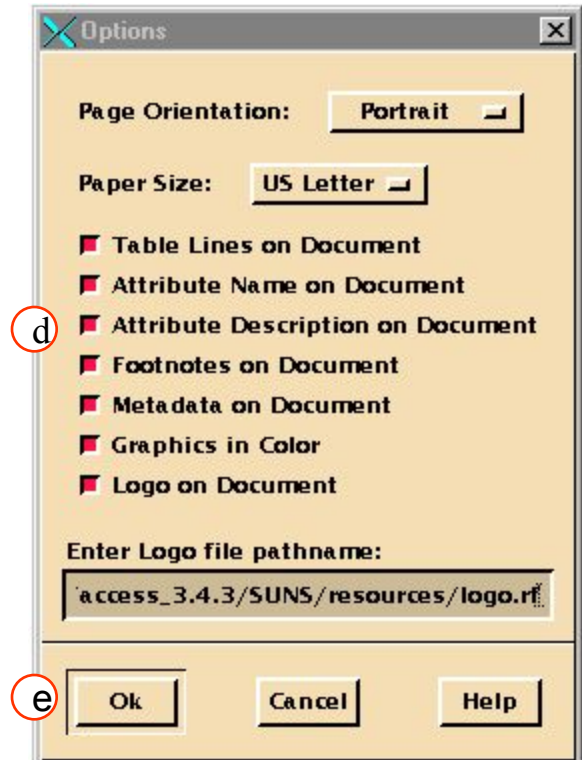 Options
Page Orientation: Portrait
Paper Size: US Letter
Table Lines on Document
Attribute Name on Document
d Attribute Description on Document
Footnotes on Document
Metadata on Document
Graphics in Color
Logo on Document
Enter Logo file pathname:
access_3.4.3/SUNS/resources/logo.rf
e Ok Cancel Help